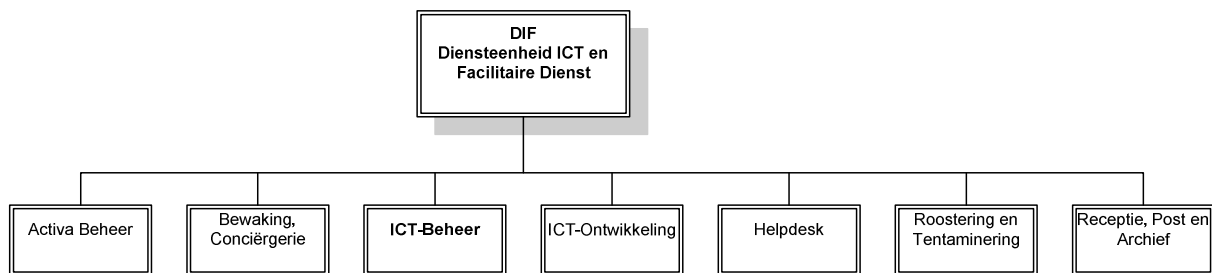 DIF
Diensteenheid ICT en
Facilitaire Dienst
Activa Beheer
Bewaking,
Conciërgerie
ICT-Beheer
ICT-Ontwikkeling
Helpdesk
Roostering en
Tentaminering
Receptie, Post en
Archief